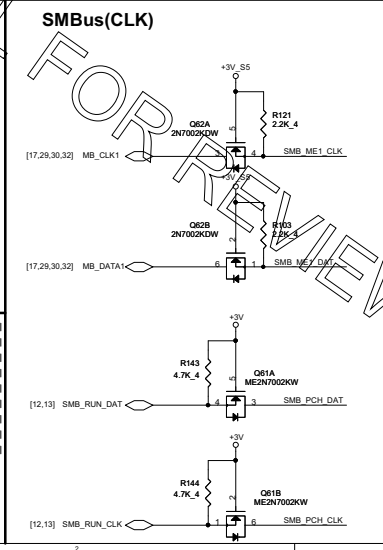 SMBus(CLK)
FOR REVIEW
+3V_S5
Q62A
2N7002KDW
R121
2.2K_4
5
[17,29,30,32] MB_CLK1
3
4
SMB_ME1_CLK
+3V_S5
Q62B
2N7002KDW
R103
2.2K_4
2
[17,29,30,32] MB_DATA1
6
1
SMB_ME1_DAT
+3V
R143
4.7K_4
5
Q61A
ME2N7002KW
[12,13] SMB_RUN_DAT
4
3
SMB_PCH_DAT
+3V
R144
4.7K_4
2
Q61B
ME2N7002KW
[12,13] SMB_RUN_CLK
1
6
SMB_PCH_CLK
2